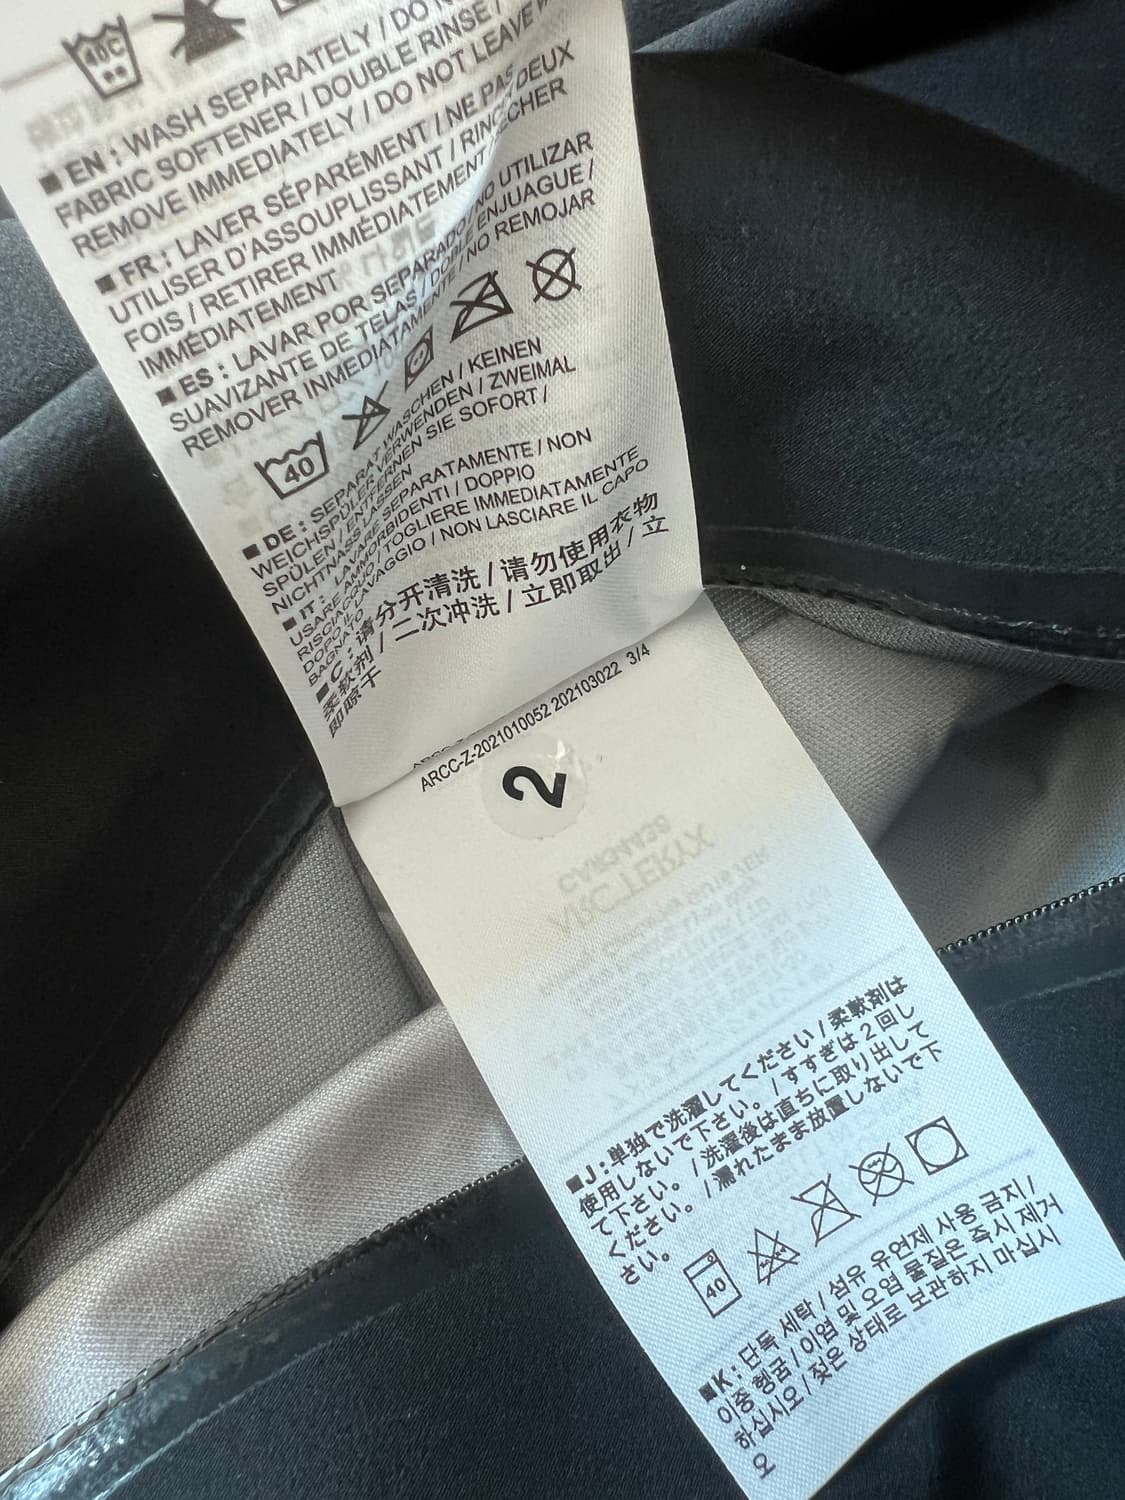 40C
■ EN : WASH SEPARATELY / DO
FABRIC SOFTENER / DOUBLE RINSE /
REMOVE IMMEDIATELY / DO NOT LEAVE
■ FR : LAVER SÉPARÉMENT / NE PAS
UTILISER D'ASSOUPLISSANT / RINCER DEUX
FOIS / RETIRER IMMÉDIATEMENT
IMMÉDIATEMENT
■ ES : LAVAR POR SEPARADO / NO UTILIZAR
SUAVIZANTE DE TELAS / DOBLE ENJUAGUE /
REMOVER INMEDIATAMENTE / NO REMOJAR
40
■ DE : SEPARAT WASCHEN / KEINEN
WEICHSPÜLER VERWENDEN / ZWEIMAL
SPÜLEN / ENTFERNEN SIE SOFORT /
NICHT NASS LASSEN
■ IT : LAVARE SEPARATAMENTE / NON
USARE AMMORBIDENTI / DOPPIO
RISCIACQUO / TOGLIERE IMMEDIATAMENTE
DOPO IL LAVAGGIO / NON LASCIARE IL CAPO
BAGNATO
■ C : 请分开清洗 / 请勿使用衣物
柔软剂 / 二次冲洗 / 立即取出 / 立
即晾干
ARCC-Z-2021010052 202103022 3/4
2
■ J : 単独で洗濯してください / 柔軟剤は
使用しないで下さい。 / すすぎは2回し
て下さい。 / 洗濯後は直ちに取り出して
ください。 / 濡れたまま放置しないで下
さい。
40
■ K : 단독 세탁 / 섬유 유연제 사용 금지 /
이중 헹굼 / 이염 및 오염 물질은 즉시 제거
하십시오 / 젖은 상태로 보관하지 마십시
오